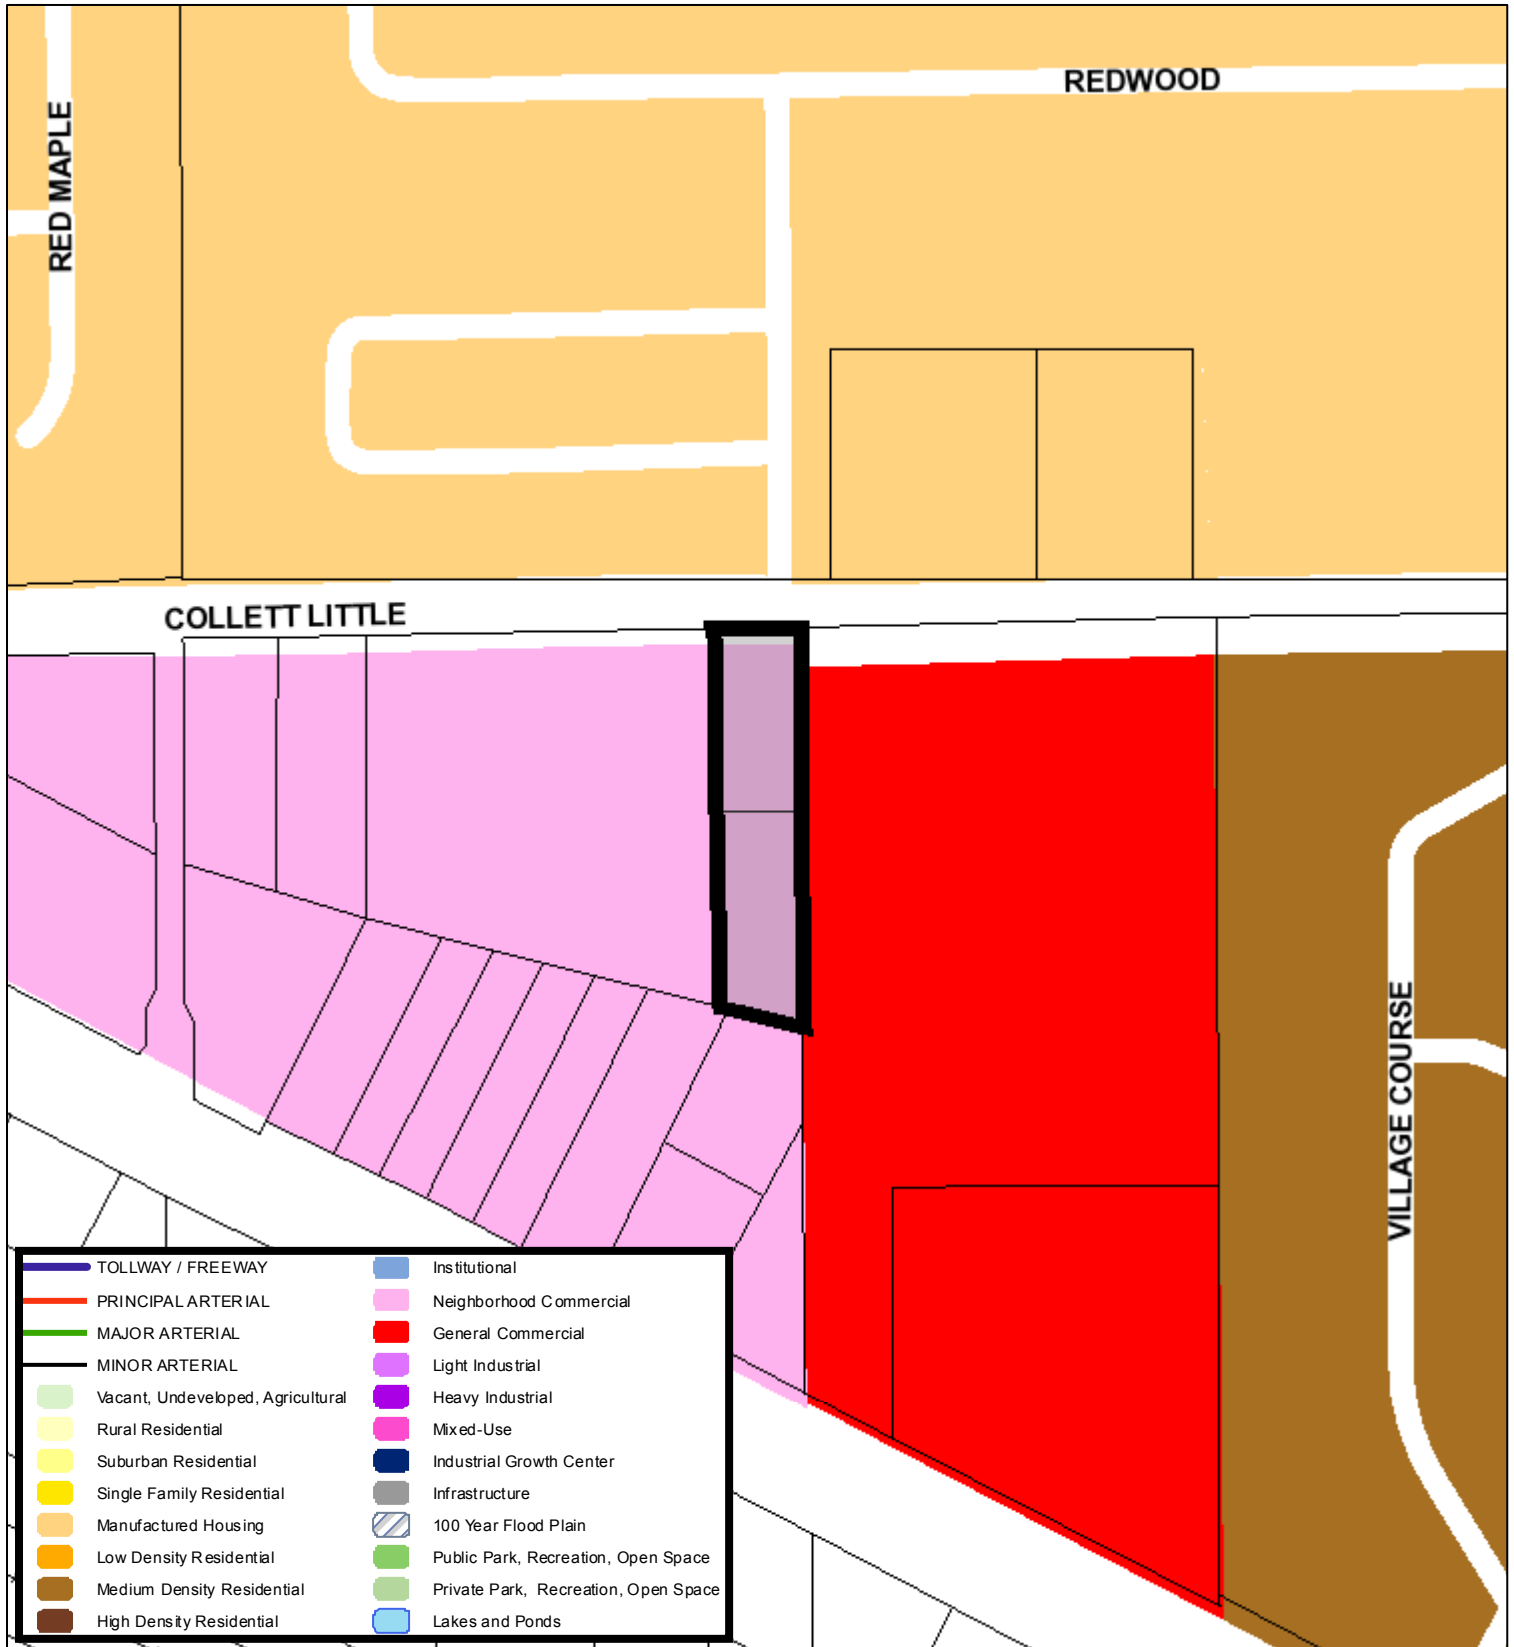 REDWOOD
RED MAPLE
COLLETT LITTLE
VILLAGE COURSE
TOLLWAY / FREEWAY
PRINCIPAL ARTERIAL
MAJOR ARTERIAL
MINOR ARTERIAL
Vacant, Undeveloped, Agricultural
Rural Residential
Suburban Residential
Single Family Residential
Manufactured Housing
Low Density Residential
Medium Density Residential
High Density Residential
Institutional
Neighborhood Commercial
General Commercial
Light Industrial
Heavy Industrial
Mixed-Use
Industrial Growth Center
Infrastructure
100 Year Flood Plain
Public Park, Recreation, Open Space
Private Park, Recreation, Open Space
Lakes and Ponds